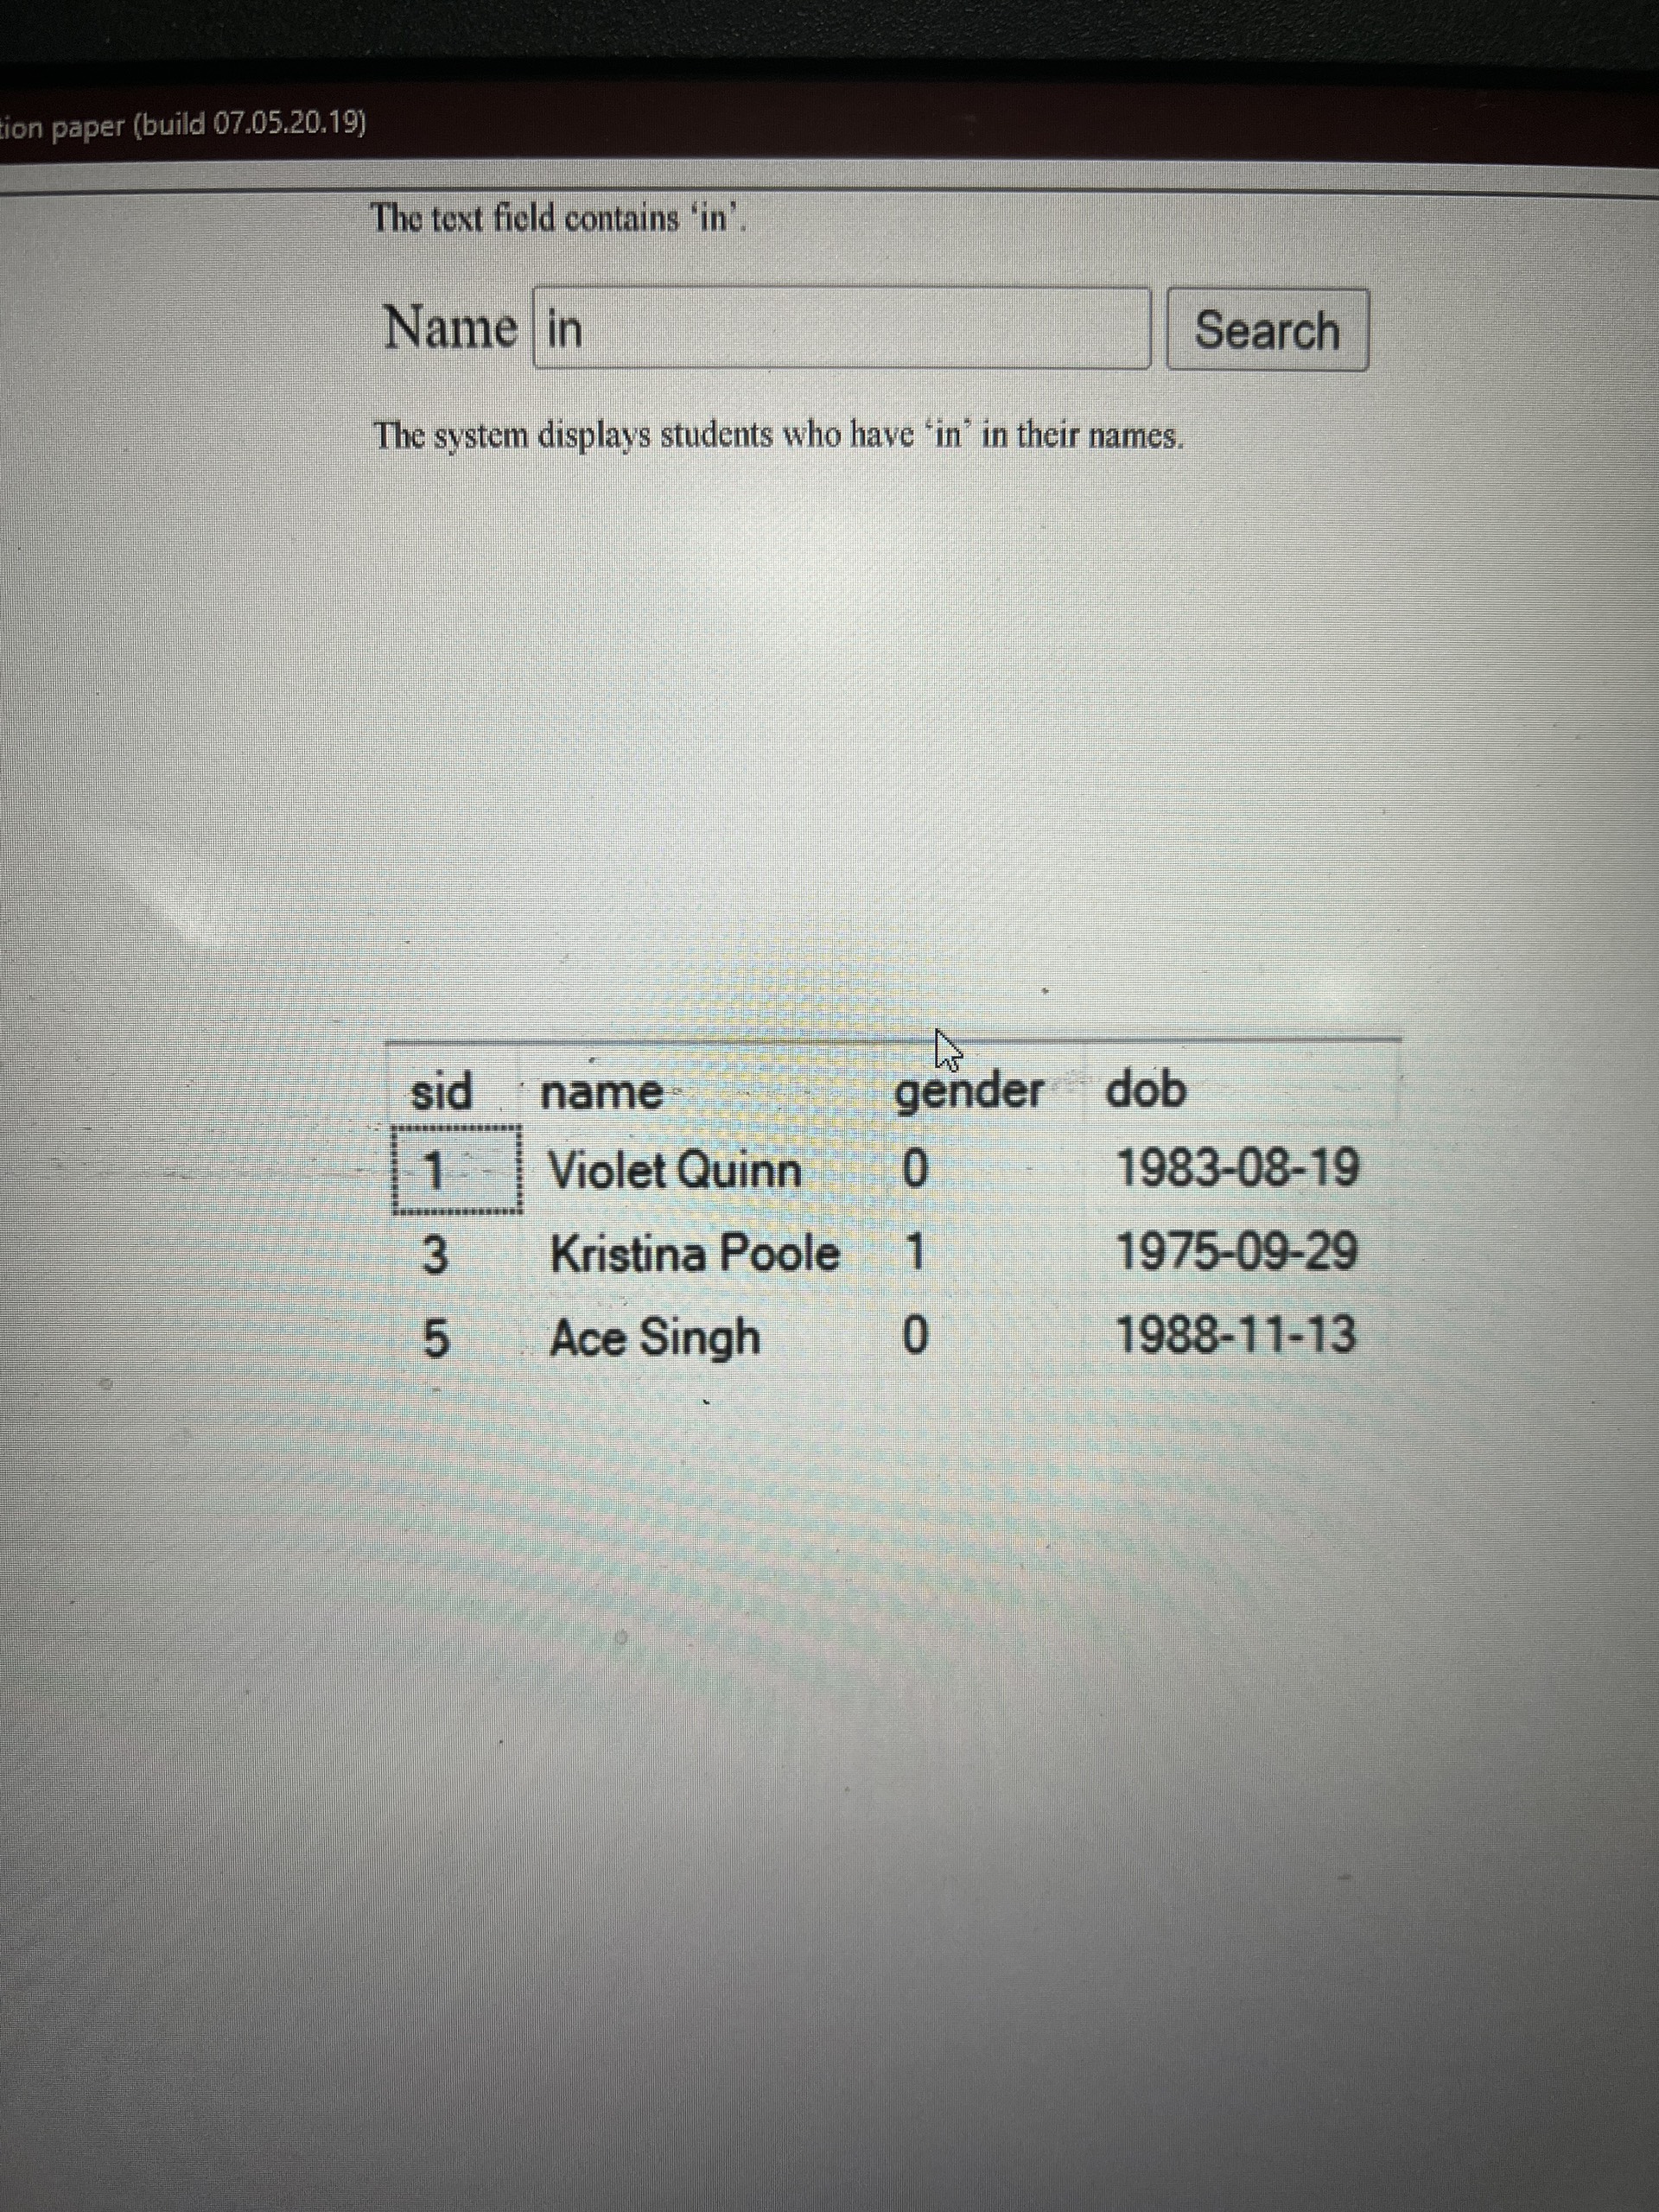 tion paper (build 07.05.20.19)
The text field contains ‘in’.
Name in Search
The system displays students who have ‘in’ in their names.
sid name gender dob
1 Violet Quinn 0 1983-08-19
3 Kristina Poole 1 1975-09-29
5 Ace Singh 0 1988-11-13